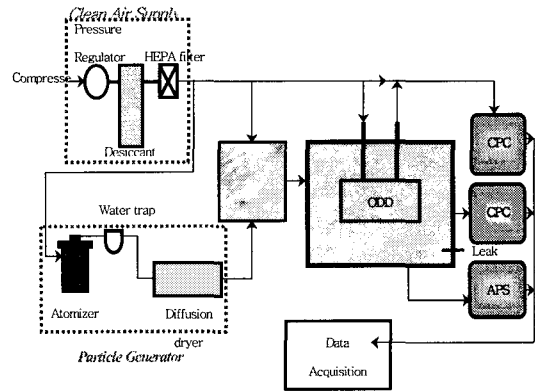 Clean Air Supply
Pressure
Regulator
HEPA filter
Compresse
Desiccant
CPC
ODD
Water trap
CPC
Leak
APS
Atomizer
Diffusion
dryer
Particle Generator
Data
Acquisition